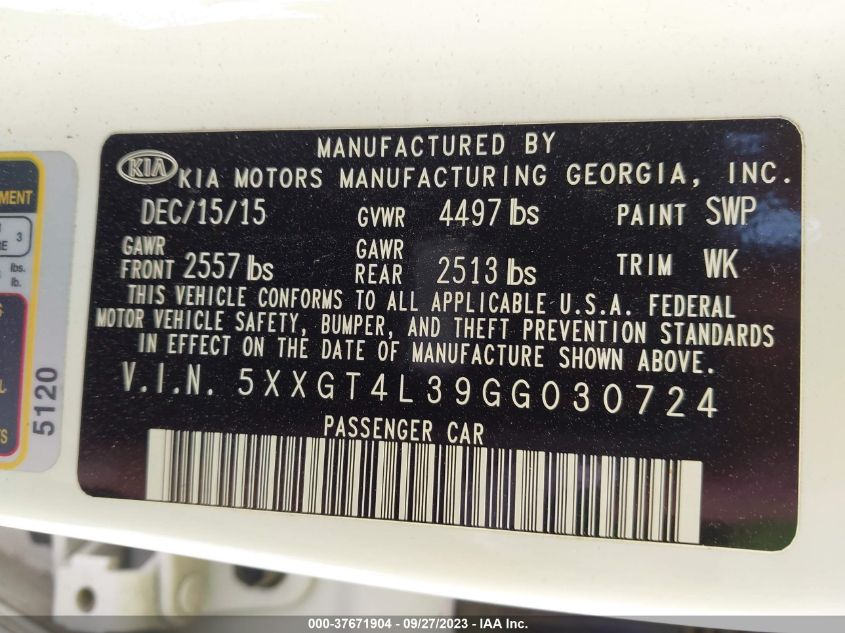 MANUFACTURED BY
KIA KIA MOTORS MANUFACTURING GEORGIA, INC.
DEC/15/15 GVWR 4497 lbs PAINT SWP
GAWR FRONT 2557 lbs GAWR REAR 2513 lbs TRIM WK
THIS VEHICLE CONFORMS TO ALL APPLICABLE U.S.A. FEDERAL
MOTOR VEHICLE SAFETY, BUMPER, AND THEFT PREVENTION STANDARDS
IN EFFECT ON THE DATE OF MANUFACTURE SHOWN ABOVE.
V.I.N. 5XXGT4L39GG030724
PASSENGER CAR
3
lbs.
lb.
5120
000-37671904 - 09/27/2023 - IAA Inc.